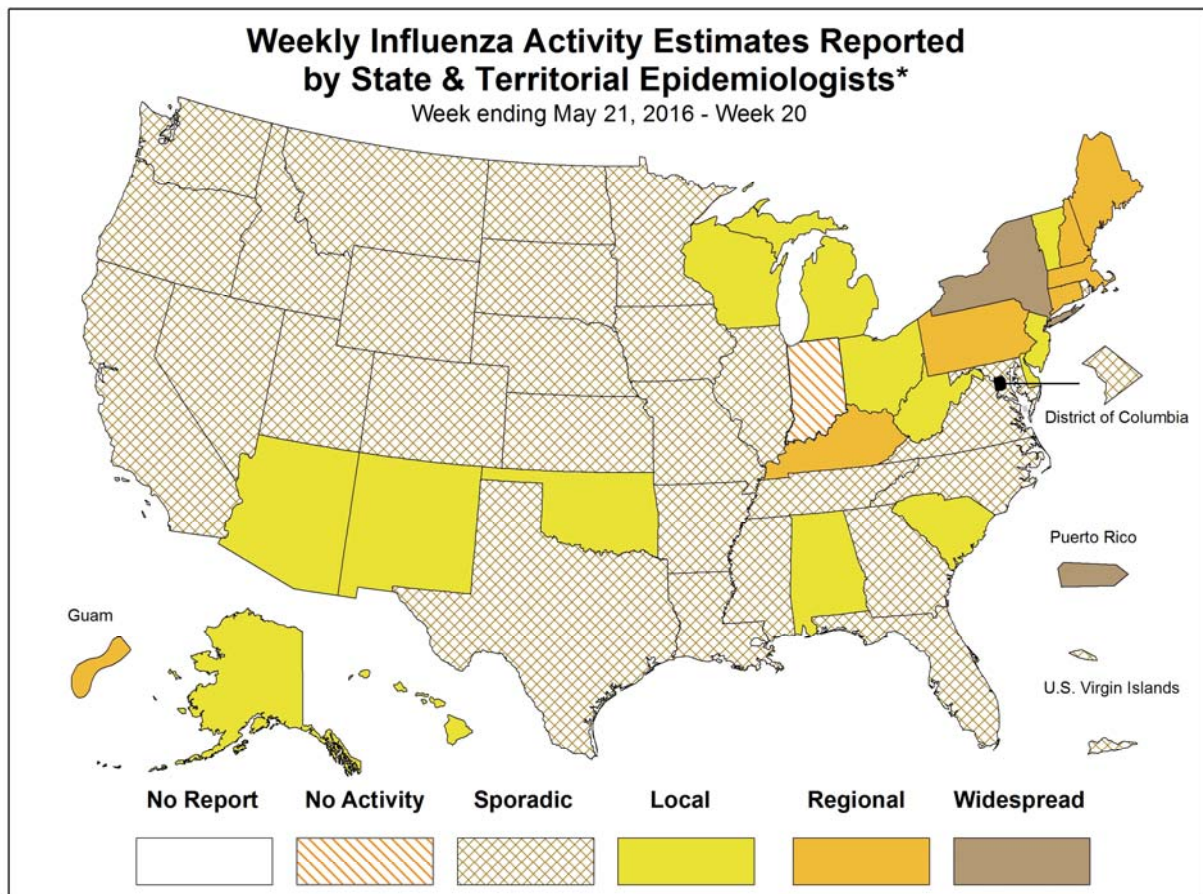 Weekly Influenza Activity Estimates Reported
by State & Territorial Epidemiologists*
Week ending May 21, 2016 - Week 20
District of Columbia
Puerto Rico
Guam
U.S. Virgin Islands
No Report No Activity Sporadic Local Regional Widespread